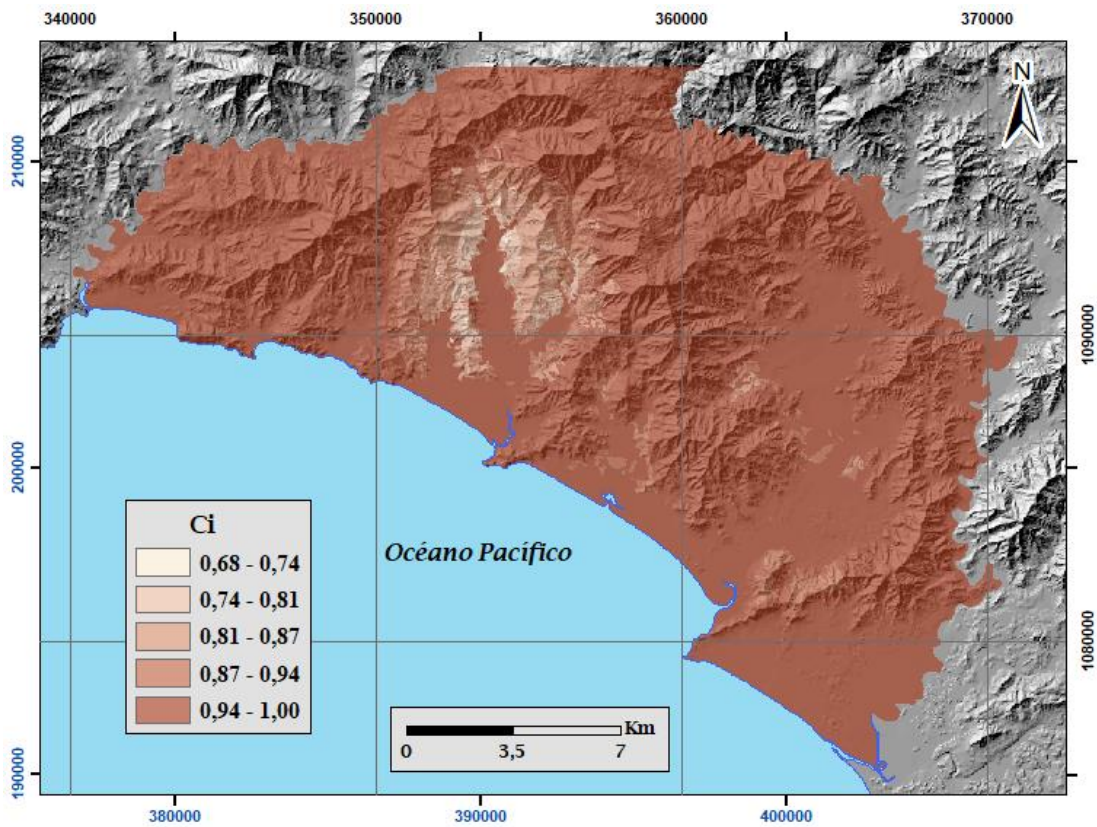 340000 350000 360000 370000
N
210000
1090000
200000
Ci
0,68 - 0,74
0,74 - 0,81
0,81 - 0,87
0,87 - 0,94
0,94 - 1,00
Océano Pacífico
1080000
Km
0 3,5 7
190000
380000 390000 400000